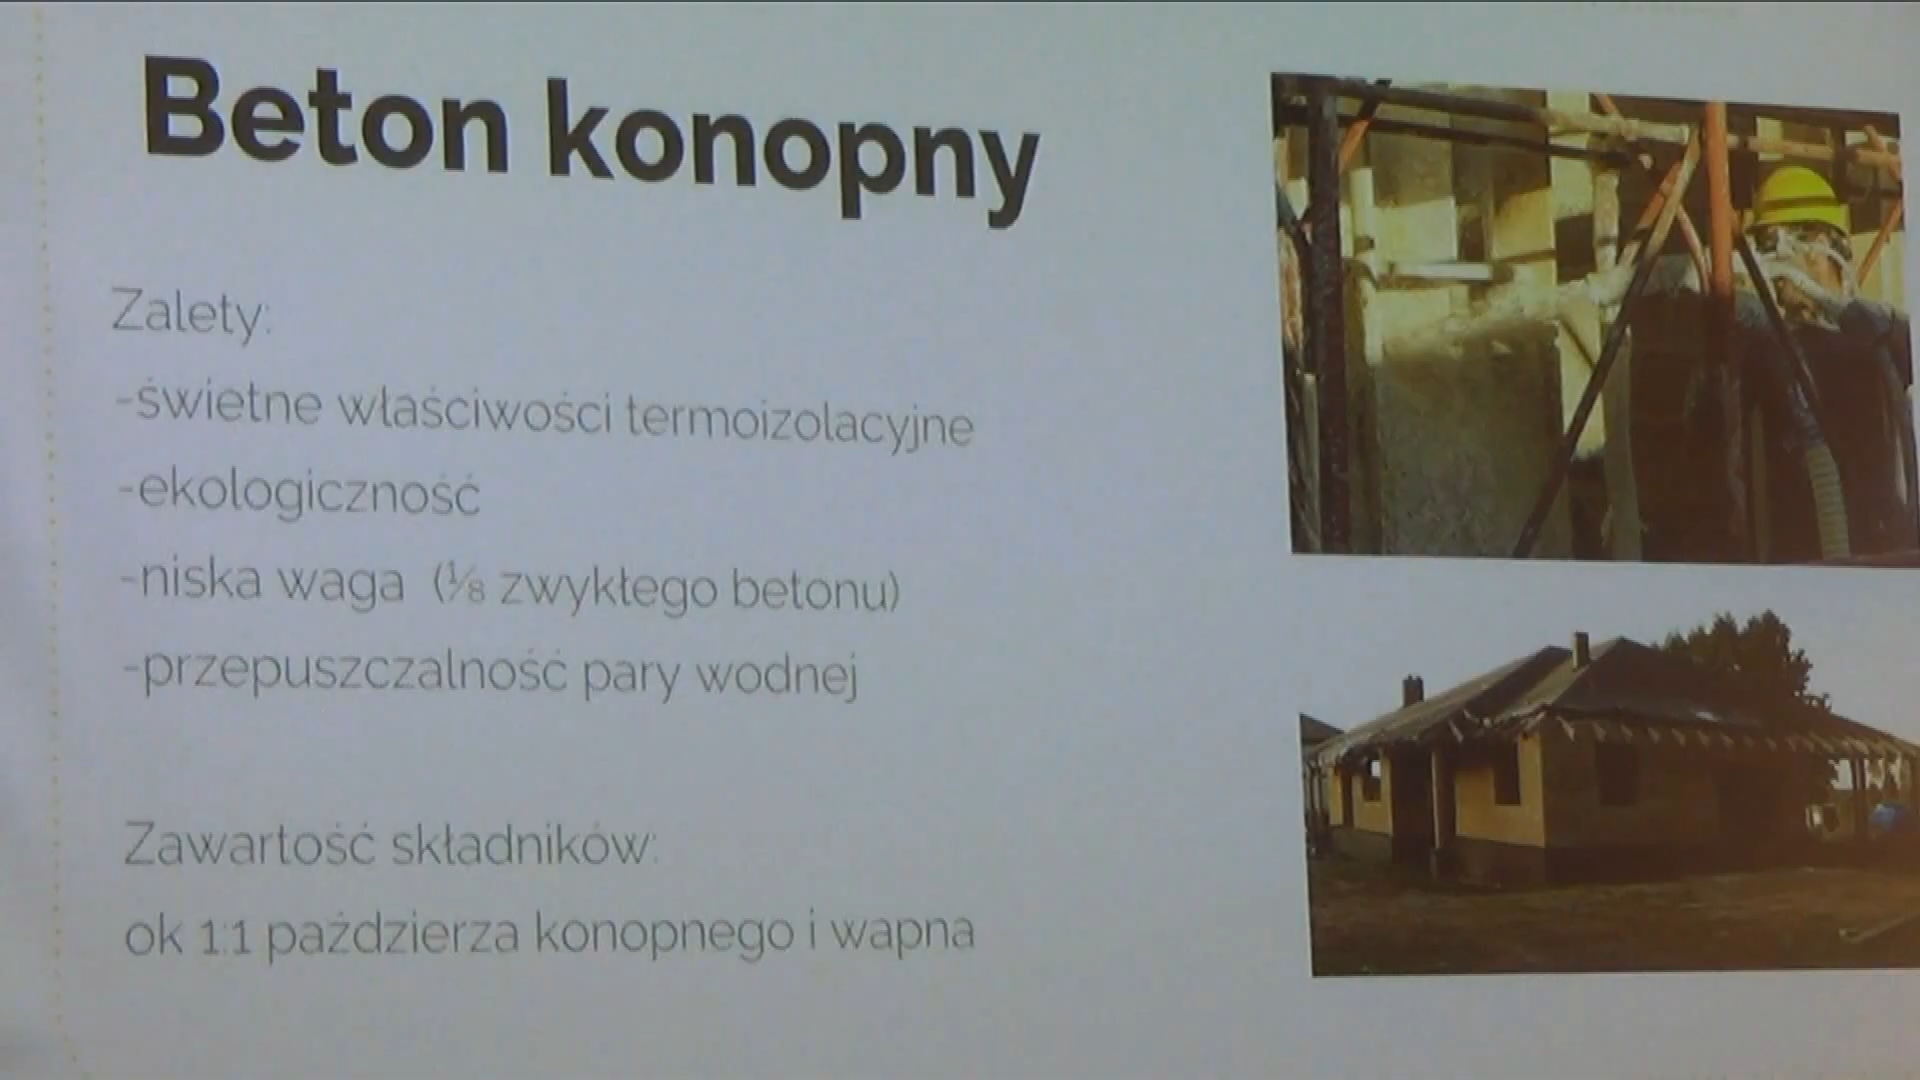 Beton konopny
Zalety:
-świetne właściwości termoizolacyjne
-ekologiczność
-niska waga (⅛ zwykłego betonu)
-przepuszczalność pary wodnej
Zawartość składników:
ok 1:1 paździerza konopnego i wapna